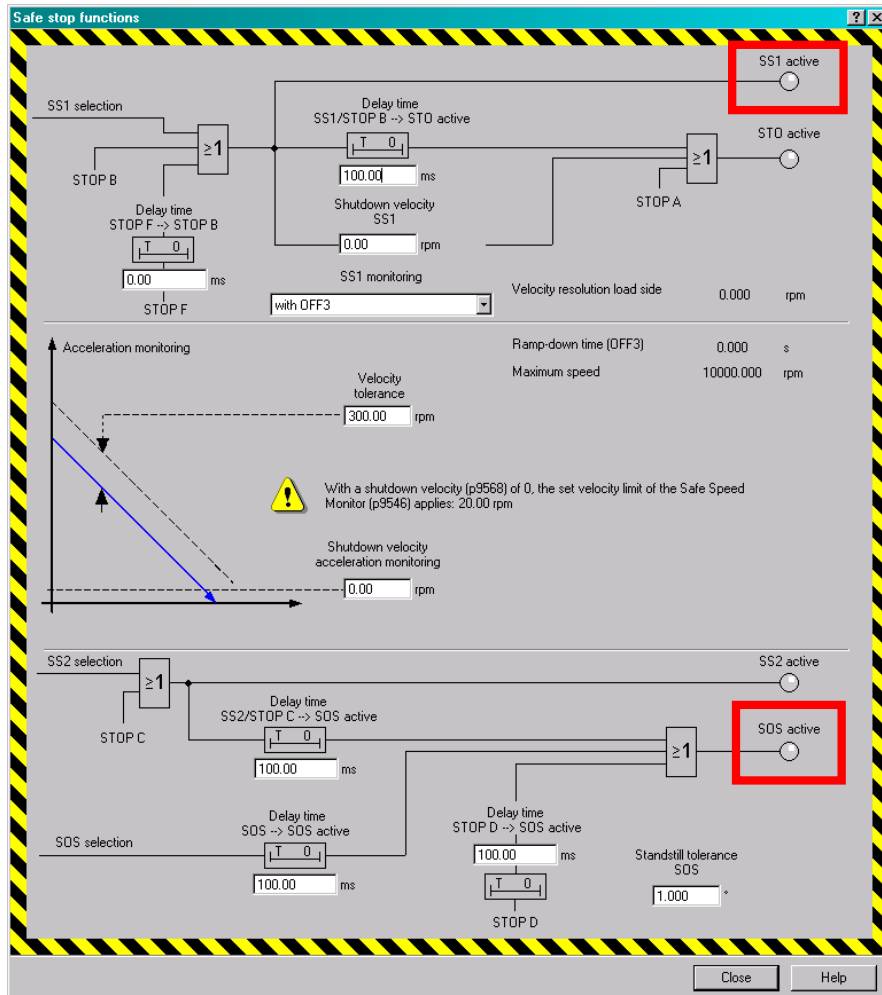 Safe stop functions
SS1 active
SS1 selection
Delay time
SS1/STOP B --> STO active
T 0
≥1
STO active
≥1
STOP B
100.00 ms
STOP A
Delay time
STOP F --> STOP B
T 0
Shutdown velocity
SS1
0.00 rpm
0.00 ms
STOP F
SS1 monitoring
with OFF3
Velocity resolution load side 0.000 rpm
Acceleration monitoring
Ramp-down time (OFF3) 0.000 s
Maximum speed 10000.000 rpm
Velocity
tolerance
300.00 rpm
With a shutdown velocity (p9568) of 0, the set velocity limit of the Safe Speed
Monitor (p9546) applies: 20.00 rpm
Shutdown velocity
acceleration monitoring
0.00 rpm
SS2 selection
≥1
SS2 active
STOP C
Delay time
SS2/STOP C --> SOS active
T 0
100.00 ms
≥1
SOS active
SOS selection
Delay time
SOS --> SOS active
T 0
100.00 ms
Delay time
STOP D --> SOS active
100.00 ms
T 0
STOP D
Standstill tolerance
SOS
1.000 °
Close
Help